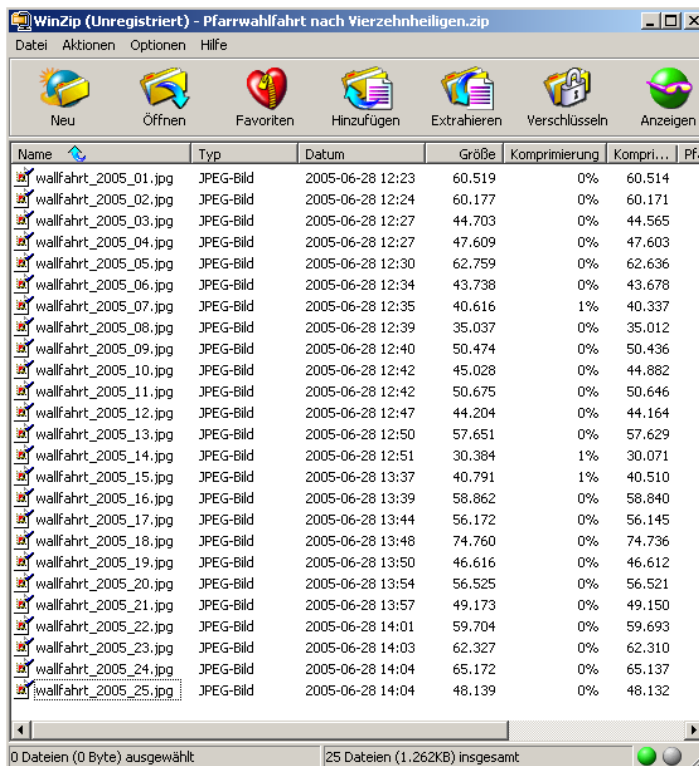 WinZip (Unregistriert) - Pfarrwahlfahrt nach Vierzehnheiligen.zip
Datei Aktionen Optionen Hilfe
Neu Öffnen Favoriten Hinzufügen Extrahieren Verschlüsseln Anzeigen
Name Typ Datum Größe Komprimierung Kompri... Pfa
wallfahrt_2005_01.jpg JPEG-Bild 2005-06-28 12:23 60.519 0% 60.514
wallfahrt_2005_02.jpg JPEG-Bild 2005-06-28 12:24 60.177 0% 60.171
wallfahrt_2005_03.jpg JPEG-Bild 2005-06-28 12:27 44.703 0% 44.565
wallfahrt_2005_04.jpg JPEG-Bild 2005-06-28 12:27 47.609 0% 47.603
wallfahrt_2005_05.jpg JPEG-Bild 2005-06-28 12:30 62.759 0% 62.636
wallfahrt_2005_06.jpg JPEG-Bild 2005-06-28 12:34 43.738 0% 43.678
wallfahrt_2005_07.jpg JPEG-Bild 2005-06-28 12:35 40.616 1% 40.337
wallfahrt_2005_08.jpg JPEG-Bild 2005-06-28 12:39 35.037 0% 35.012
wallfahrt_2005_09.jpg JPEG-Bild 2005-06-28 12:40 50.474 0% 50.436
wallfahrt_2005_10.jpg JPEG-Bild 2005-06-28 12:42 45.028 0% 44.882
wallfahrt_2005_11.jpg JPEG-Bild 2005-06-28 12:42 50.675 0% 50.646
wallfahrt_2005_12.jpg JPEG-Bild 2005-06-28 12:47 44.204 0% 44.164
wallfahrt_2005_13.jpg JPEG-Bild 2005-06-28 12:50 57.651 0% 57.629
wallfahrt_2005_14.jpg JPEG-Bild 2005-06-28 12:51 30.384 1% 30.071
wallfahrt_2005_15.jpg JPEG-Bild 2005-06-28 13:37 40.791 1% 40.510
wallfahrt_2005_16.jpg JPEG-Bild 2005-06-28 13:39 58.862 0% 58.840
wallfahrt_2005_17.jpg JPEG-Bild 2005-06-28 13:44 56.172 0% 56.145
wallfahrt_2005_18.jpg JPEG-Bild 2005-06-28 13:48 74.760 0% 74.736
wallfahrt_2005_19.jpg JPEG-Bild 2005-06-28 13:50 46.616 0% 46.612
wallfahrt_2005_20.jpg JPEG-Bild 2005-06-28 13:54 56.525 0% 56.521
wallfahrt_2005_21.jpg JPEG-Bild 2005-06-28 13:57 49.173 0% 49.150
wallfahrt_2005_22.jpg JPEG-Bild 2005-06-28 14:01 59.704 0% 59.693
wallfahrt_2005_23.jpg JPEG-Bild 2005-06-28 14:03 62.327 0% 62.310
wallfahrt_2005_24.jpg JPEG-Bild 2005-06-28 14:04 65.172 0% 65.137
wallfahrt_2005_25.jpg JPEG-Bild 2005-06-28 14:04 48.139 0% 48.132
0 Dateien (0 Byte) ausgewählt 25 Dateien (1.262KB) insgesamt